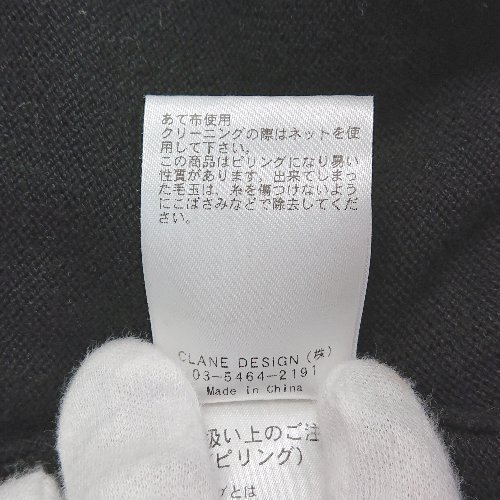 あて布使用
クリーニングの際はネットを使
用して下さい。
この商品はピリングになり易い
性質があります。出来てしまっ
た毛玉は、糸を傷つけないよう
にこばさみなどで除去してください。
CLANE DESIGN (株)
03-5464-2191
Made in China
扱い上のご注
ピリング)
とは